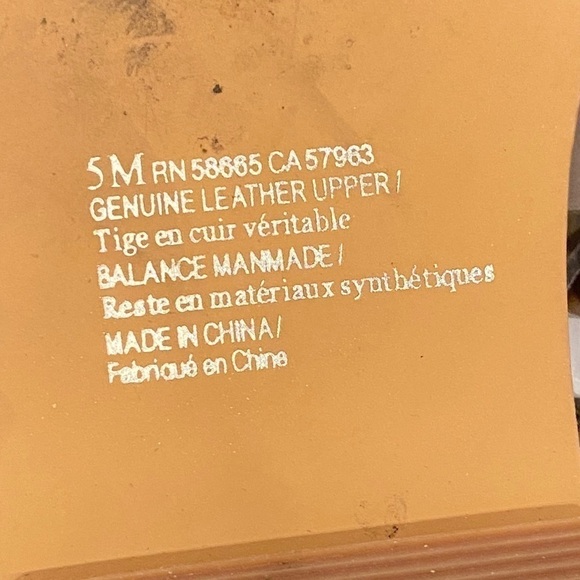 5 M RN 58665 CA 57963
GENUINE LEATHER UPPER /
Tige en cuir véritable
BALANCE MANMADE /
Reste en matériaux synthétiques
MADE IN CHINA/
Fabriqué en Chine